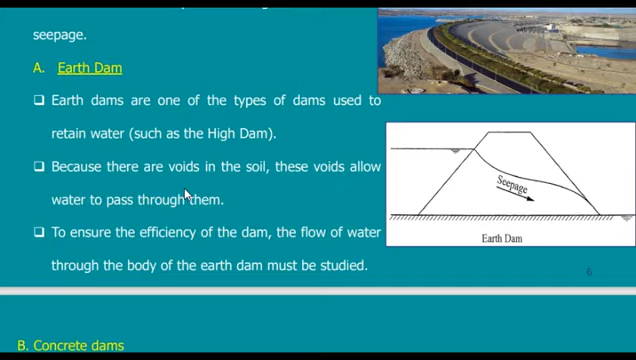 seepage.
A. Earth Dam
Earth dams are one of the types of dams used to
retain water (such as the High Dam).
Because there are voids in the soil, these voids allow
water to pass through them.
To ensure the efficiency of the dam, the flow of water
through the body of the earth dam must be studied.
Seepage
Earth Dam
6
B. Concrete dams